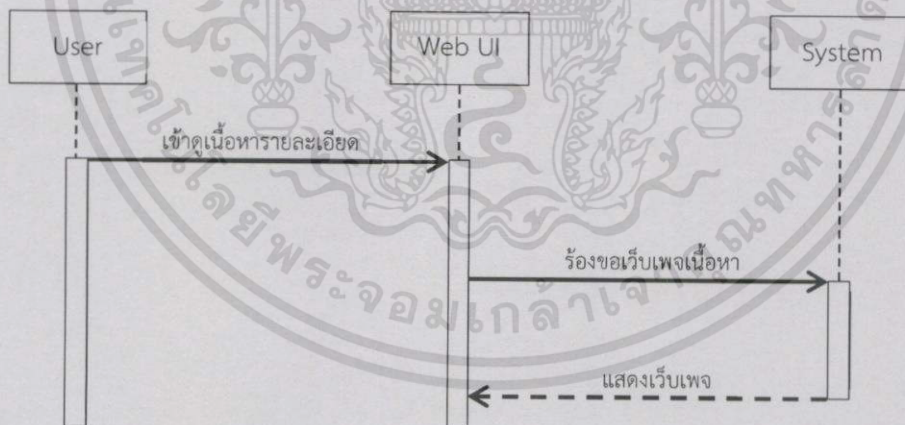 User
Web UI
System
เข้าดูเนื้อหารายละเอียด
ร้องขอเว็บเพจเนื้อหา
แสดงเว็บเพจ